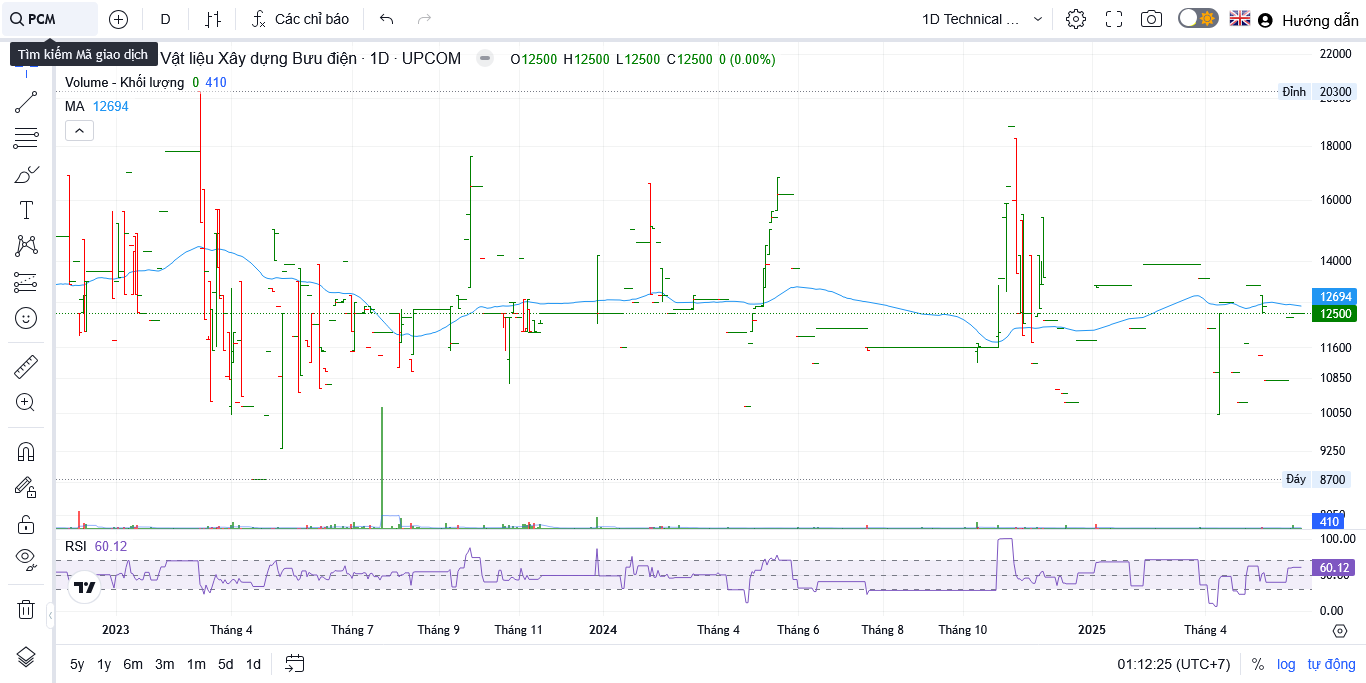 PCM D Các chỉ báo 1D Technical ... Hướng dẫn
Tìm kiếm Mã giao dịch
Vật liệu Xây dựng Bưu điện · 1D · UPCOM O12500 H12500 L12500 C12500 0 (0.00%)
Volume - Khối lượng 0 410
MA 12694
22000
Đỉnh 20300
18000
16000
14000
12694
12500
11600
10850
10050
9250
Đáy 8700
410
RSI 60.12
100.00
60.12
0.00
2023 Tháng 4 Tháng 7 Tháng 9 Tháng 11 2024 Tháng 4 Tháng 6 Tháng 8 Tháng 10 2025 Tháng 4
5y 1y 6m 3m 1m 5d 1d 01:12:25 (UTC+7) % log tự động